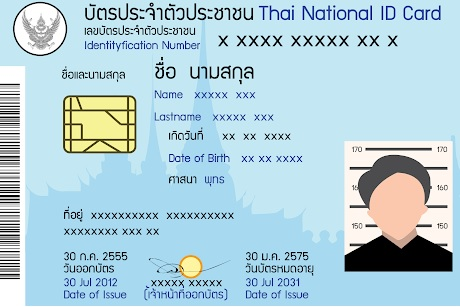 บัตรประจำตัวประชาชน Thai National ID Card
เลขบัตรประจำตัวประชาชน
Identityfication Number x xxxx xxxxx xx x
ชื่อและนามสกุล ชื่อ นามสกุล
Name xxxxx xxx
Lastname xxxxx xxx
เกิดวันที่ xx xx xxxx
Date of Birth xx xx xxxx
ศาสนา พุทธ
ที่อยู่ xxxxxxxxxx xxxxxxxxxx
xxxxxxxx xxx xx
170 170
160 160
150 150
30 ก.ค. 2555
วันออกบัตร
30 Jul 2012
Date of Issue
xxxxx xxxxx
(เจ้าหน้าที่ออกบัตร)
30 ม.ค. 2575
วันบัตรหมดอายุ
30 Jul 2031
Date of Issue